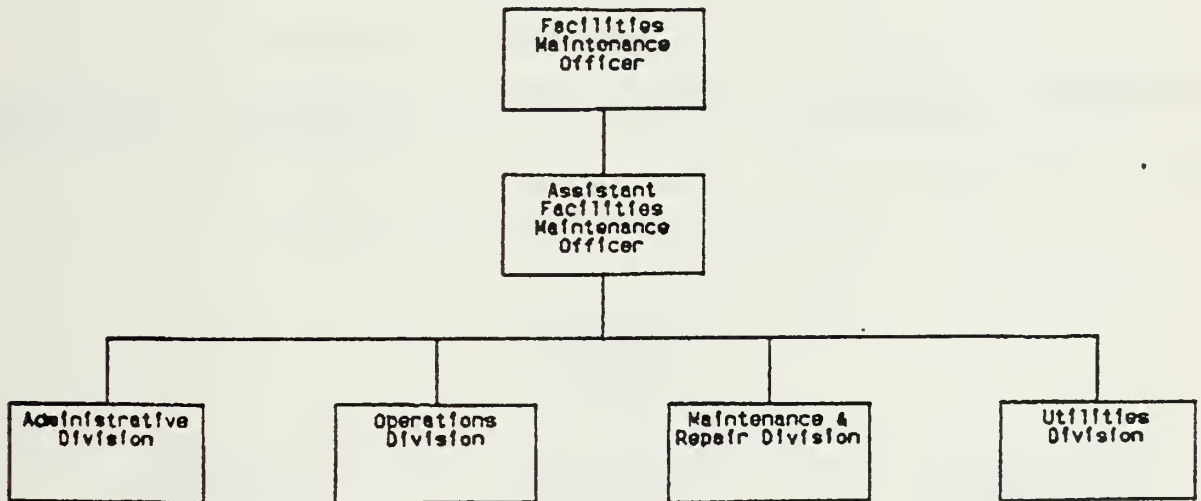 Facilities
Maintenance
Officer
Assistant
Facilities
Maintenance
Officer
Administrative
Division
Operations
Division
Maintenance &
Repair Division
Utilities
Division